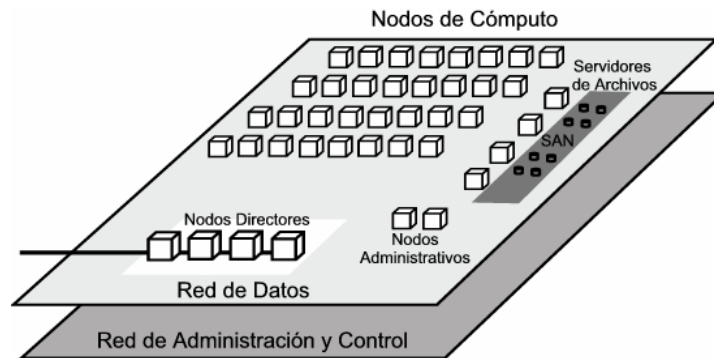 Nodos de Cómputo
Servidores
de Archivos
SAN
Nodos Directores
Nodos
Administrativos
Red de Datos
Red de Administración y Control